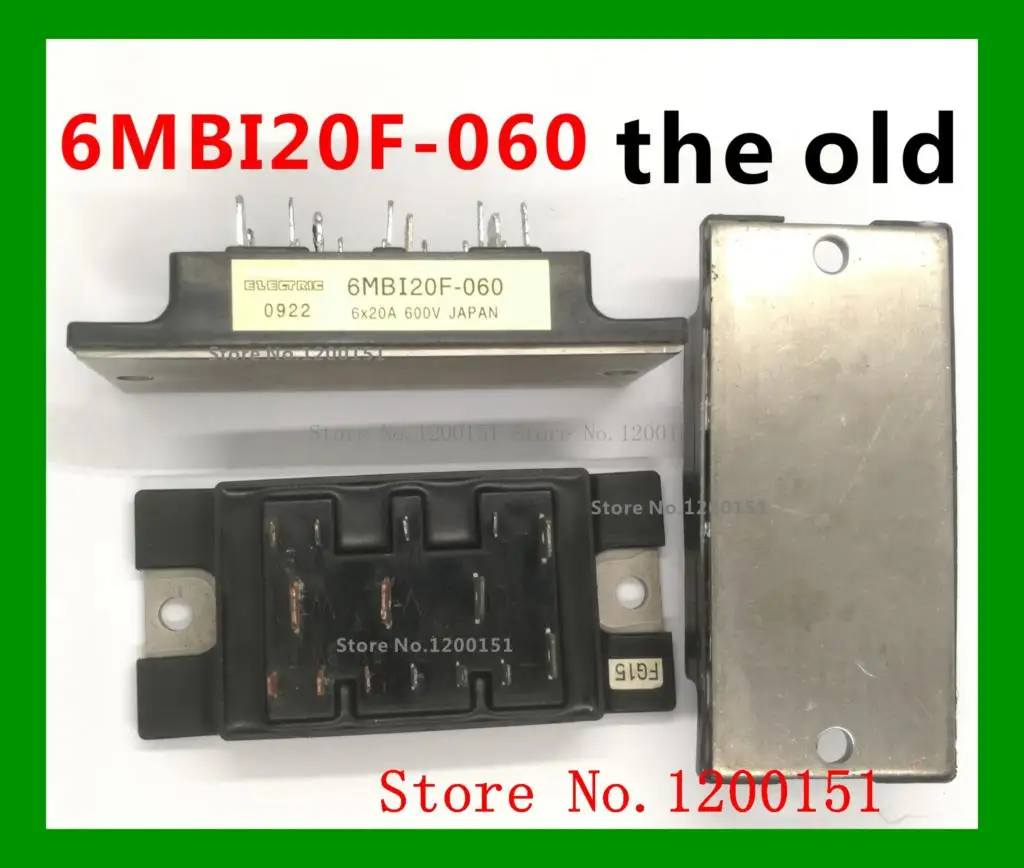 6MBI20F-060 the old
ELECTRIC 6MBI20F-060
0922 6x20A 600V JAPAN
Store No.1200151
Store No.1200151 Store No.1200151
Store No.1200151
Store No.1200151
FG15
Store No.1200151